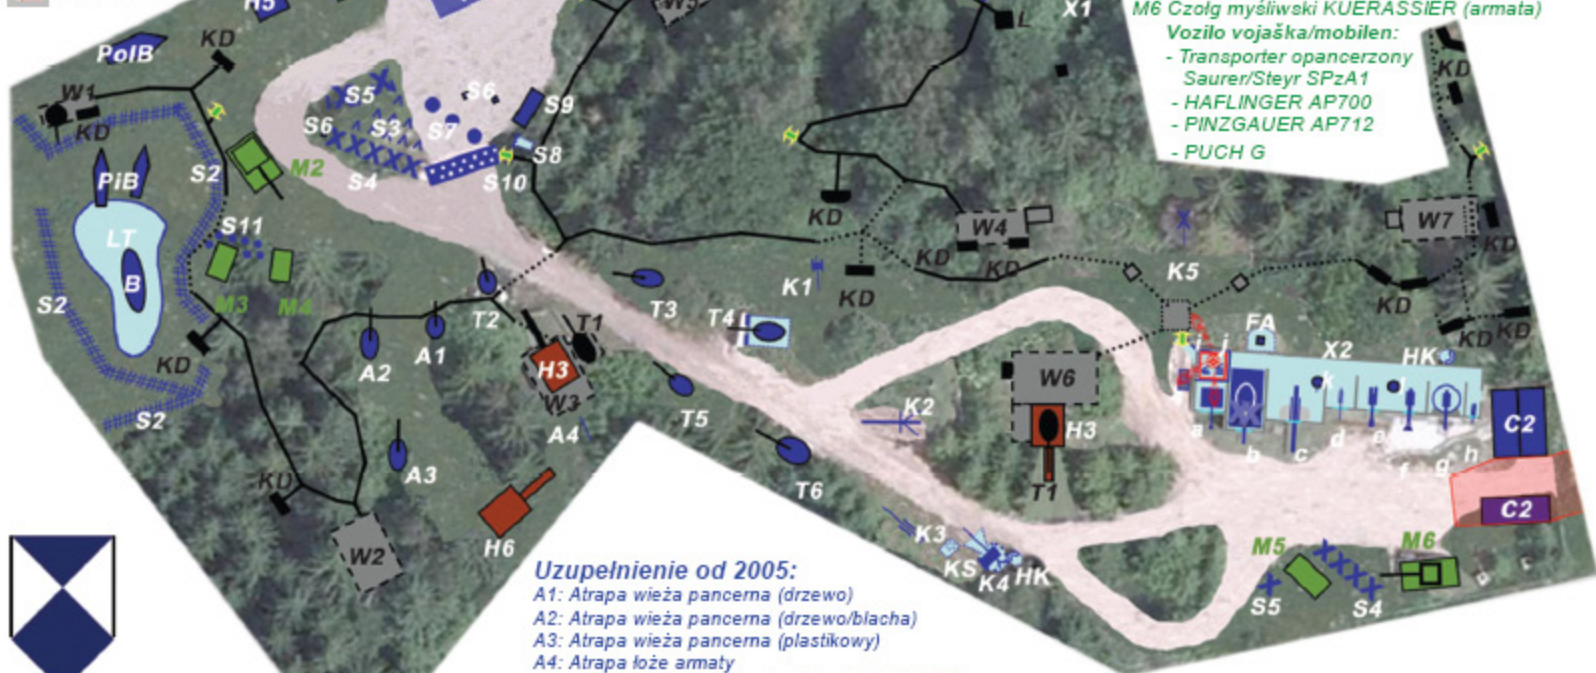 H5
W5
L
X1
M6 Czołg myśliwski KUERASSIER (armata)
Vozilo vojaška/mobilen:
- Transporter opancerzony
Saurer/Steyr SPzA1
- HAFLINGER AP700
- PINZGAUER AP712
- PUCH G
PolB
KD
W1
KD
S5
S6
S9
KD
S6
S3
S7
S8
S2
M2
S4
S10
PiB
KD
W4
W7
S11
LT
KD
KD
KD
K5
B
K1
KD
KD
S2
M3
M4
T3
T2
T4
T1
A1
FA
KD
KD
KD
A2
i
j
X2
HK
H3
W6
k
l
W3
T5
K2
H3
S2
A4
a
b
c
d
e
f
g
h
C2
A3
T6
T1
KD
C2
H6
K3
KS
K4
HK
M5
M6
W2
S5
S4
Uzupełnienie od 2005:
A1: Atrapa wieża pancerna (drzewo)
A2: Atrapa wieża pancerna (drzewo/blacha)
A3: Atrapa wieża pancerna (plastikowy)
A4: Atrapa łoże armaty